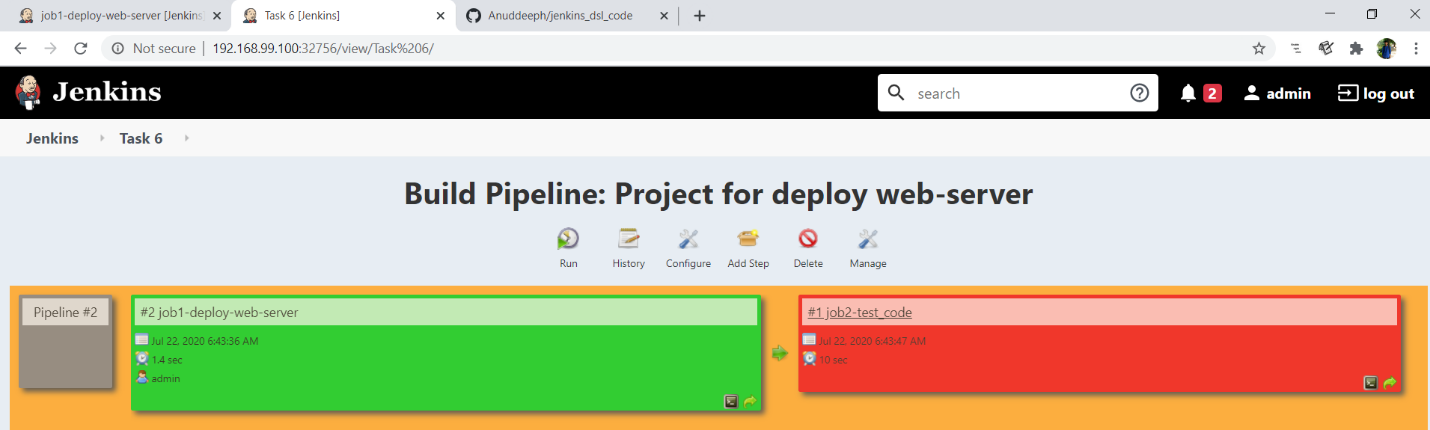 job1-deploy-web-server [Jenkins
Task 6 [Jenkins]
Anuddeeph/jenkins_dsl_code
Not secure | 192.168.99.100:32756/view/Task%206/
Jenkins
search
2
admin
log out
Jenkins
Task 6
Build Pipeline: Project for deploy web-server
Run
History
Configure
Add Step
Delete
Manage
Pipeline #2
#2 job1-deploy-web-server
Jul 22, 2020 6:43:36 AM
1.4 sec
admin
#1 job2-test_code
Jul 22, 2020 6:43:47 AM
10 sec